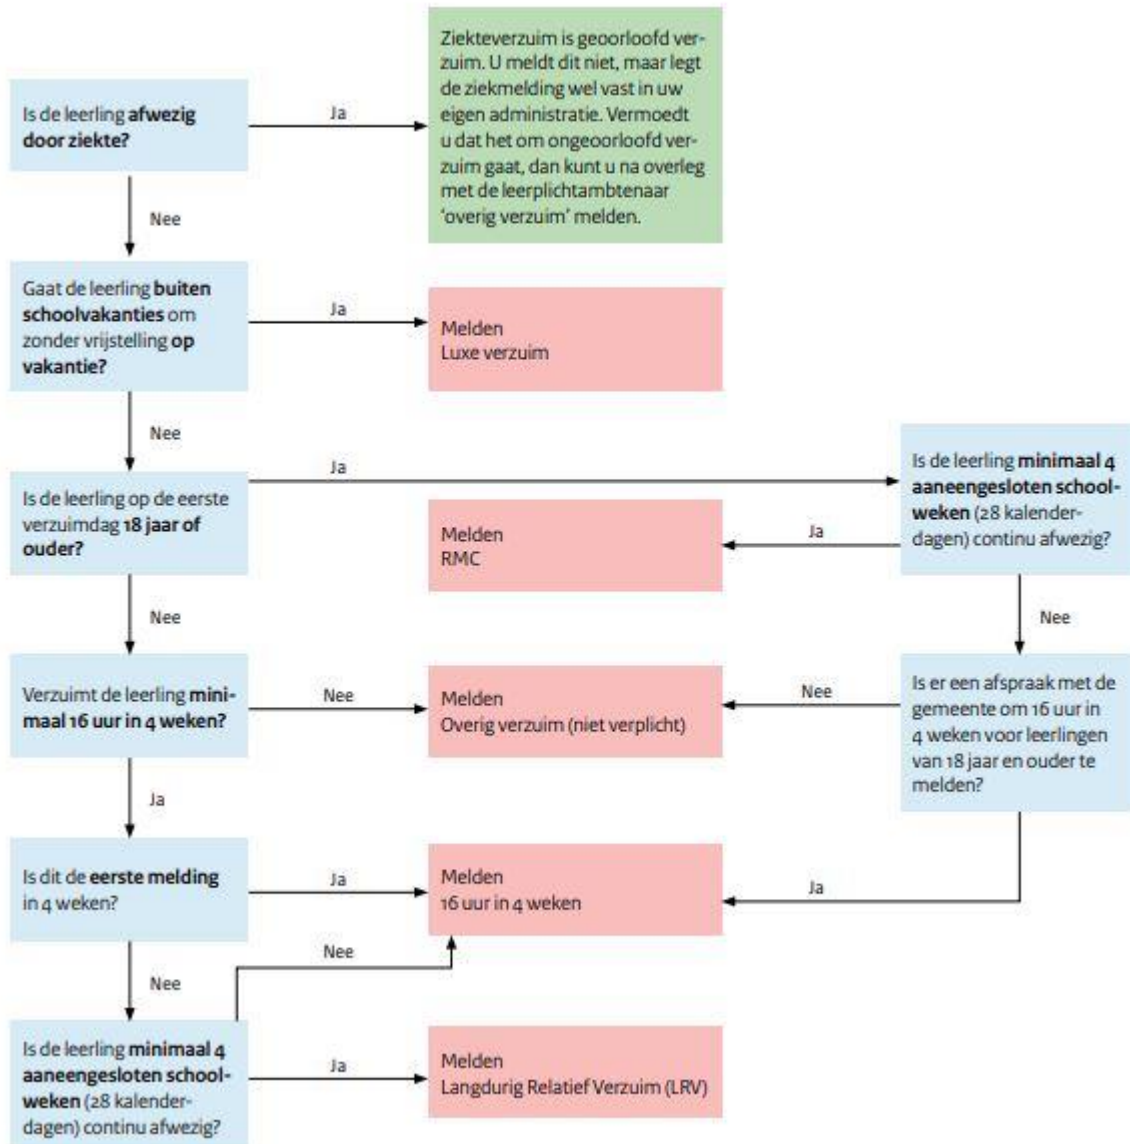 Ziekteverzuim is geoorloofd ver-
zuim. U meldt dit niet, maar legt
de ziekmelding wel vast in uw
eigen administratie. Vermoedt
u dat het om ongeoorloofd ver-
zuim gaat, dan kunt u na overleg
met de leerplichtambtenaar
‘overig verzuim’ melden.
Is de leerling afwezig
door ziekte?
Ja
Nee
Gaat de leerling buiten
schoolvakanties om
zonder vrijstelling op
vakantie?
Ja
Melden
Luxe verzuim
Nee
Is de leerling op de eerste
verzuimdag 18 jaar of
ouder?
Ja
Is de leerling minimaal 4
aaneengesloten school-
weken (28 kalender-
dagen) continu afwezig?
Ja
Melden
RMC
Nee
Nee
Verzuimt de leerling mini-
maal 16 uur in 4 weken?
Nee
Melden
Overig verzuim (niet verplicht)
Nee
Is er een afspraak met de
gemeente om 16 uur in
4 weken voor leerlingen
van 18 jaar en ouder te
melden?
Ja
Is dit de eerste melding
in 4 weken?
Ja
Melden
16 uur in 4 weken
Ja
Nee
Nee
Is de leerling minimaal 4
aaneengesloten school-
weken (28 kalender-
dagen) continu afwezig?
Ja
Melden
Langdurig Relatief Verzuim (LRV)